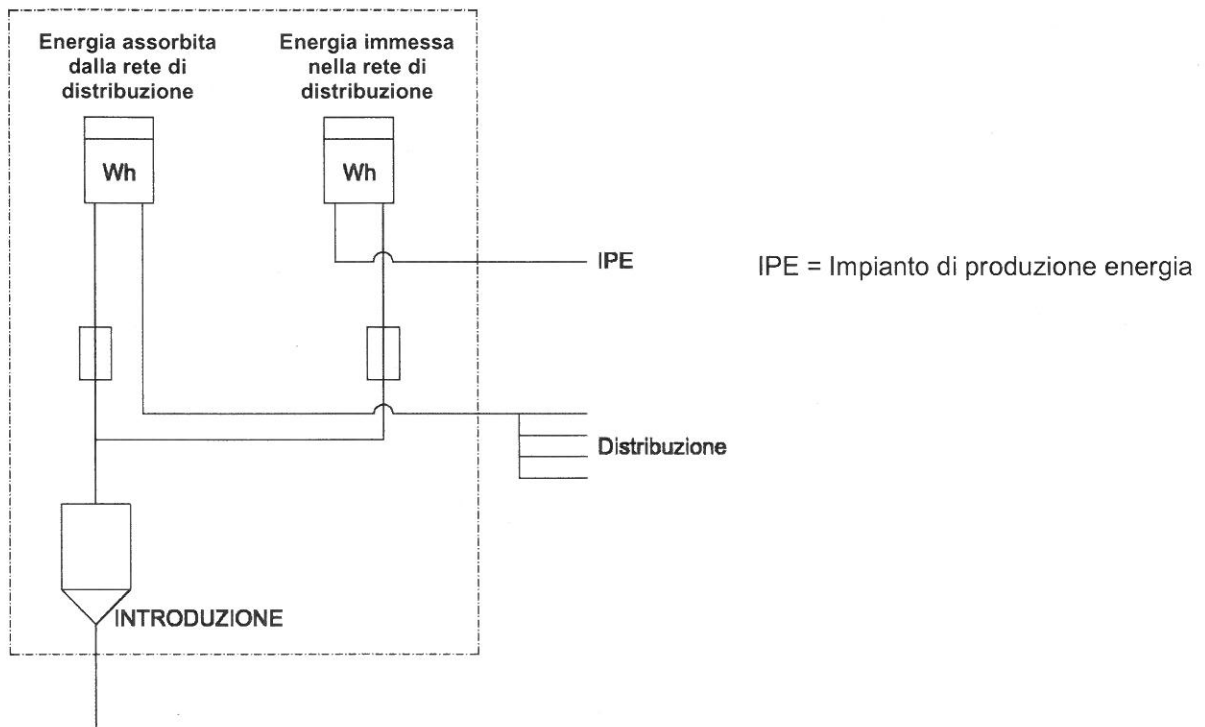 Energia assorbita
dalla rete di
distribuzione
Energia immessa
nella rete di
distribuzione
Wh
Wh
IPE
IPE = Impianto di produzione energia
Distribuzione
INTRODUZIONE